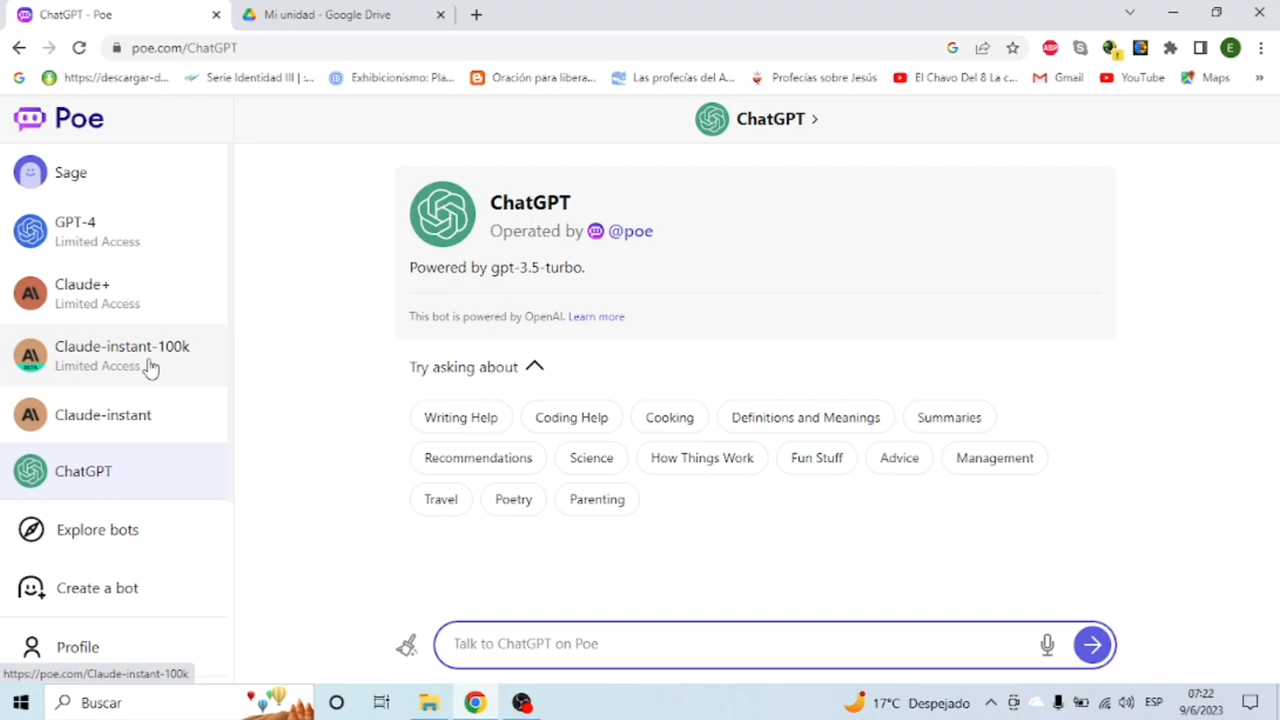 ChatGPT - Poe
Mi unidad - Google Drive
poe.com/ChatGPT
ABP
E
https://descargar-d...
Serie Identidad III | :...
Exhibicionismo: Pla...
Oración para libera...
Las profecías del A...
Profecías sobre Jesús
El Chavo Del 8 La c...
Gmail
YouTube
Maps
»
Poe
ChatGPT >
Sage
GPT-4
Limited Access
Claude+
Limited Access
Claude-instant-100k
Limited Access
Claude-instant
ChatGPT
Explore bots
Create a bot
Profile
https://poe.com/Claude-instant-100k
ChatGPT
Operated by @poe
Powered by gpt-3.5-turbo.
This bot is powered by OpenAI. Learn more
Try asking about
Writing Help
Coding Help
Cooking
Definitions and Meanings
Summaries
Recommendations
Science
How Things Work
Fun Stuff
Advice
Management
Travel
Poetry
Parenting
Talk to ChatGPT on Poe
Buscar
17°C Despejado
ESP
07:22
9/6/2023